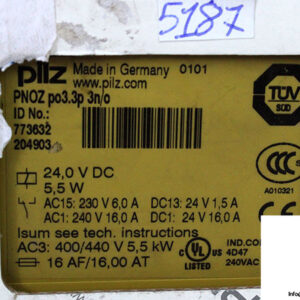 5187
pilz Made in Germany 0101
www.pilz.com
PNOZ po3.3p 3n/o
ID No.:
773632
204903
TÜV
SÜD
CCC
A010321
24,0 V DC
5,5 W
AC15: 230 V 6,0 A DC13: 24 V 1,5 A
AC1: 240 V 16,0 A DC1: 24 V 16,0 A
Isum see tech. instructions
AC3: 400/440 V 5,5 kW
16 AF/16,00 AT
C UL US
LISTED
IND.CO
4D47
240VAC